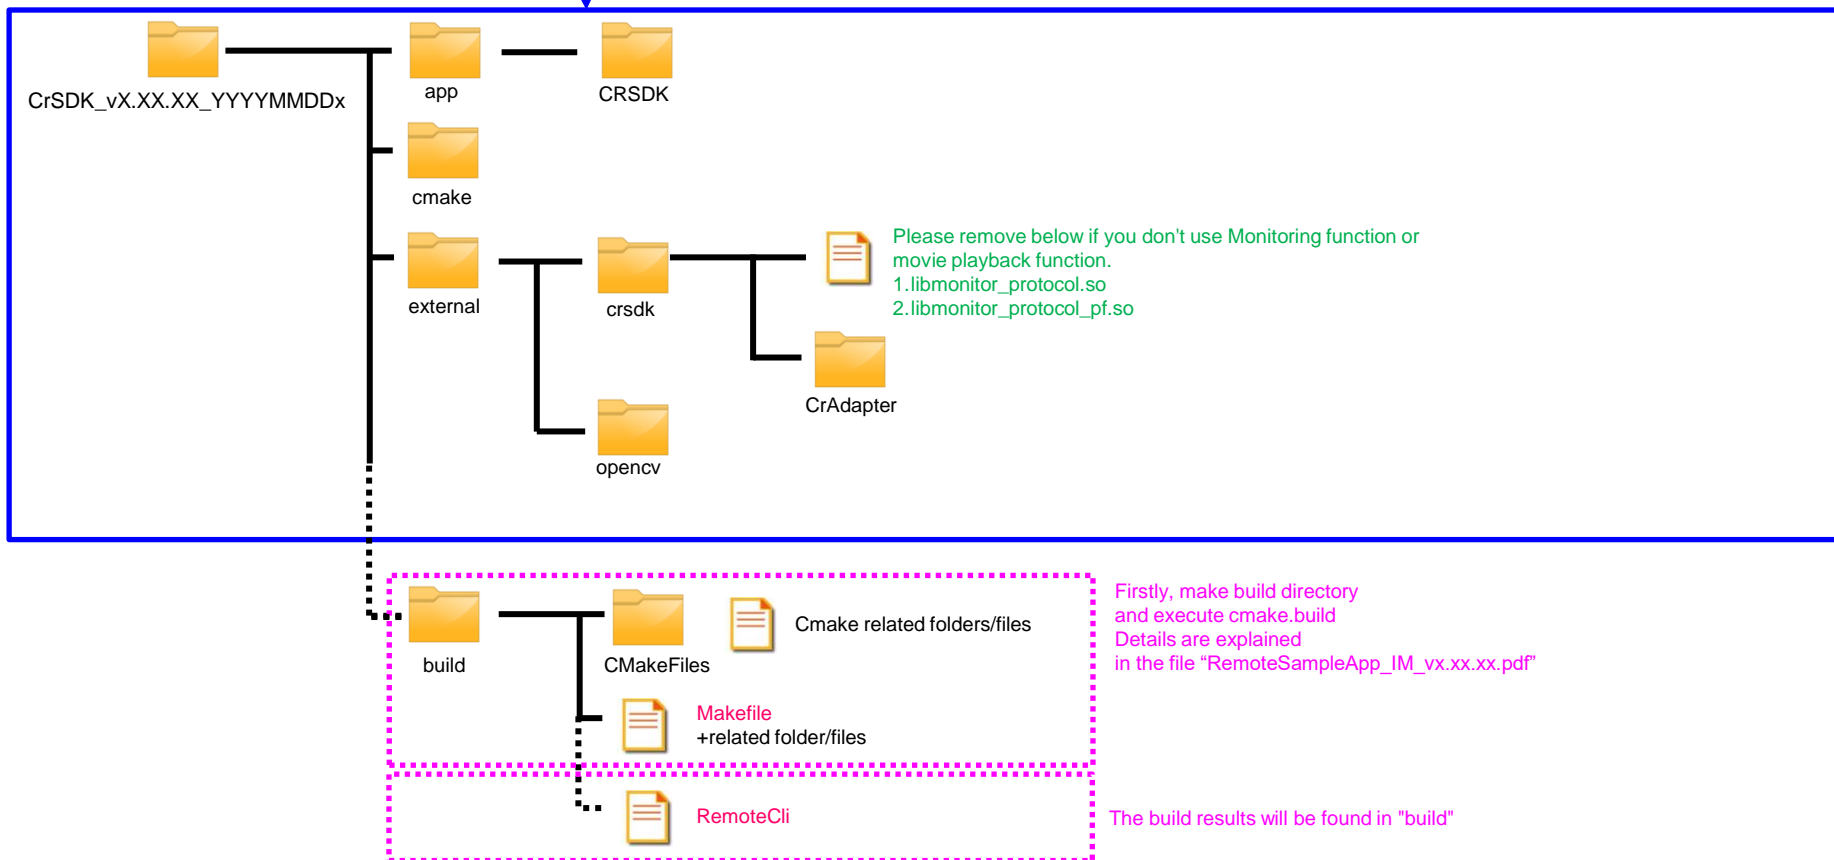 CrSDK_vX.XX.XX_YYYYMMDDx
app
CRSDK
cmake
external
crsdk
Please remove below if you don't use Monitoring function or
movie playback function.
1.libmonitor_protocol.so
2.libmonitor_protocol_pf.so
CrAdapter
opencv
build
CMakeFiles
Cmake related folders/files
Makefile
+related folder/files
Firstly, make build directory
and execute cmake.build
Details are explained
in the file “RemoteSampleApp_IM_vx.xx.xx.pdf”
RemoteCli
The build results will be found in "build"